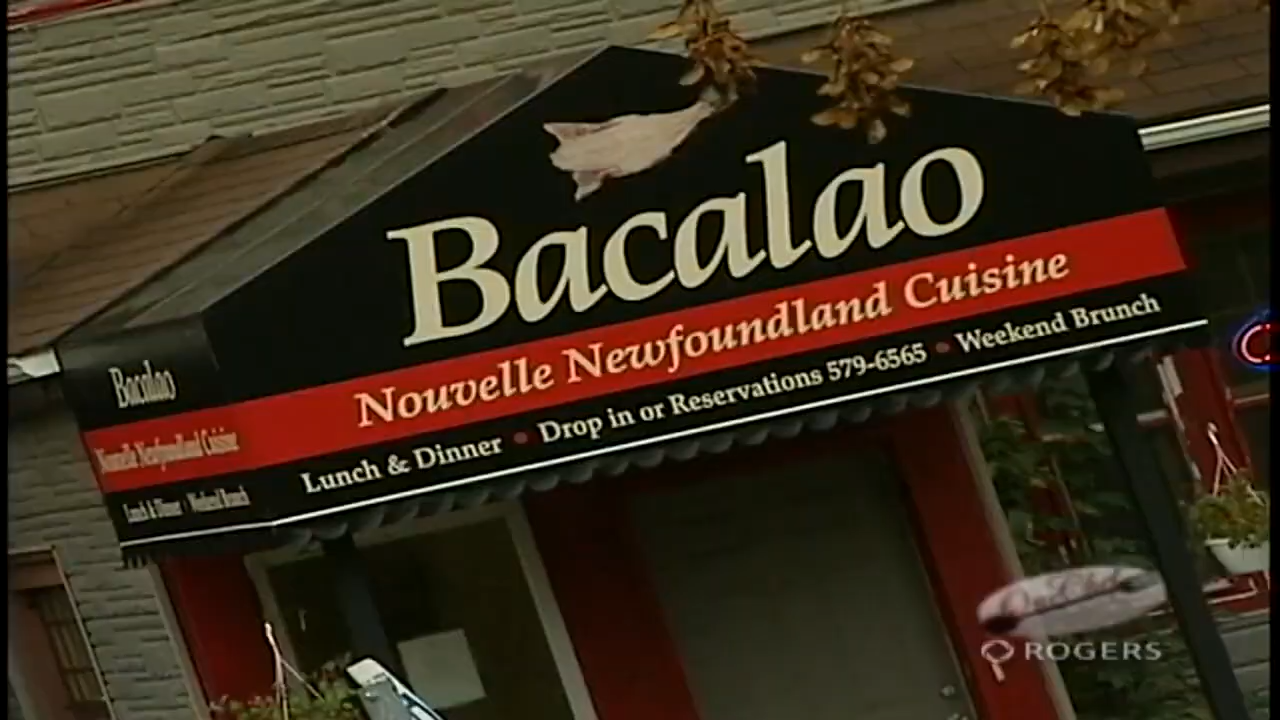 Bacalao
Nouvelle Newfoundland Cuisine
Lunch & Dinner • Drop in or Reservations 579-6565 • Weekend Brunch
Bacalao
Nouvelle Newfoundland Cuisine
Lunch & Dinner • Weekend Brunch
ROGERS